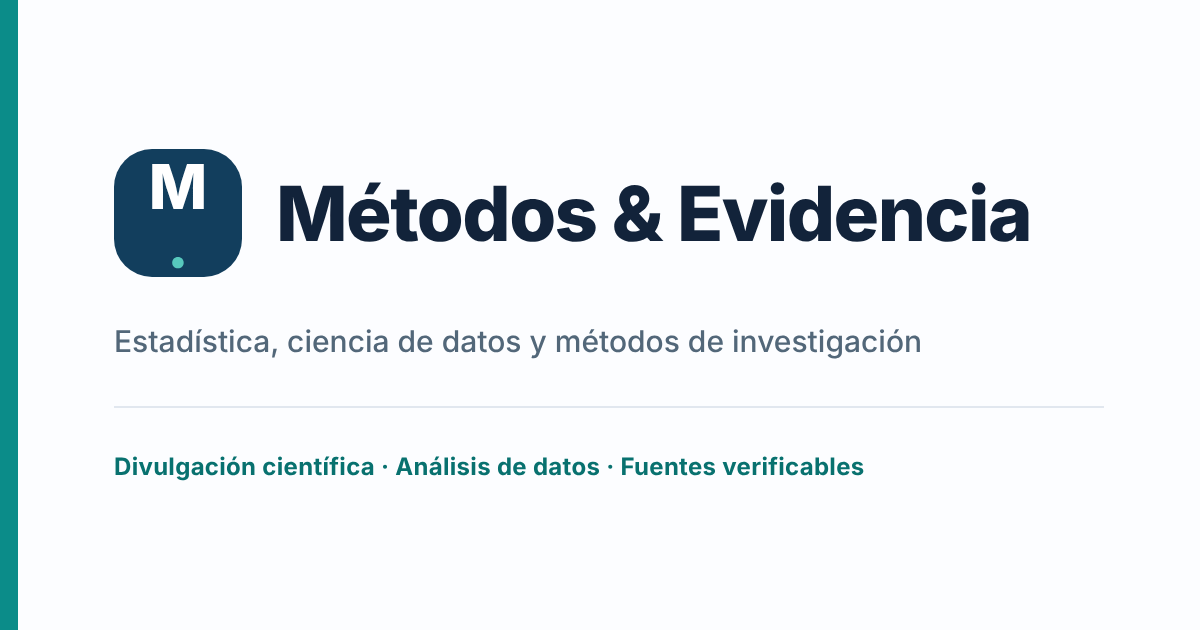 M
Métodos & Evidencia
Estadística, ciencia de datos y métodos de investigación
Divulgación científica · Análisis de datos · Fuentes verificables